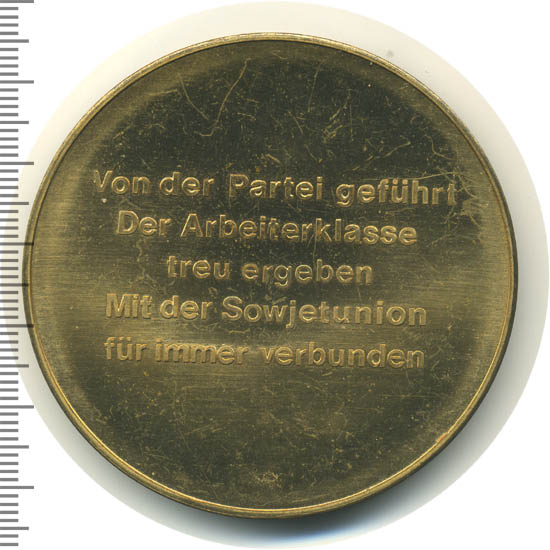 Von der Partei geführt
Der Arbeiterklasse
treu ergeben
Mit der Sowjetunion
für immer verbunden